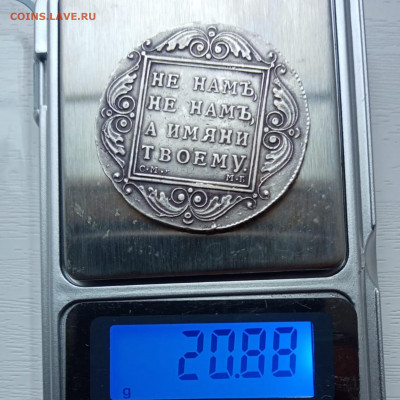 COINS.LAVE.RU
НЕ НАМЪ,
НЕ НАМЪ,
А ИМЯНИ
ТВОЕМУ.
С·М· М·Б
20.88
g